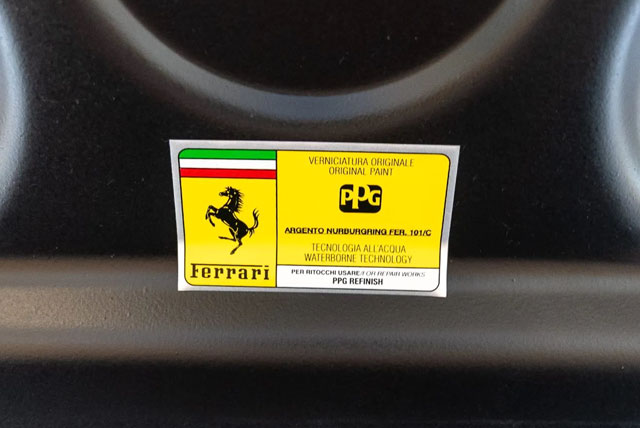 VERNICIATURA ORIGINALE
ORIGINAL PAINT
PPG
ARGENTO NURBURGRING FER. 101/C
TECNOLOGIA ALL'ACQUA
WATERBORNE TECHNOLOGY
Ferrari
PER RITOCCHI USARE/FOR REPAIR WORKS
PPG REFINISH